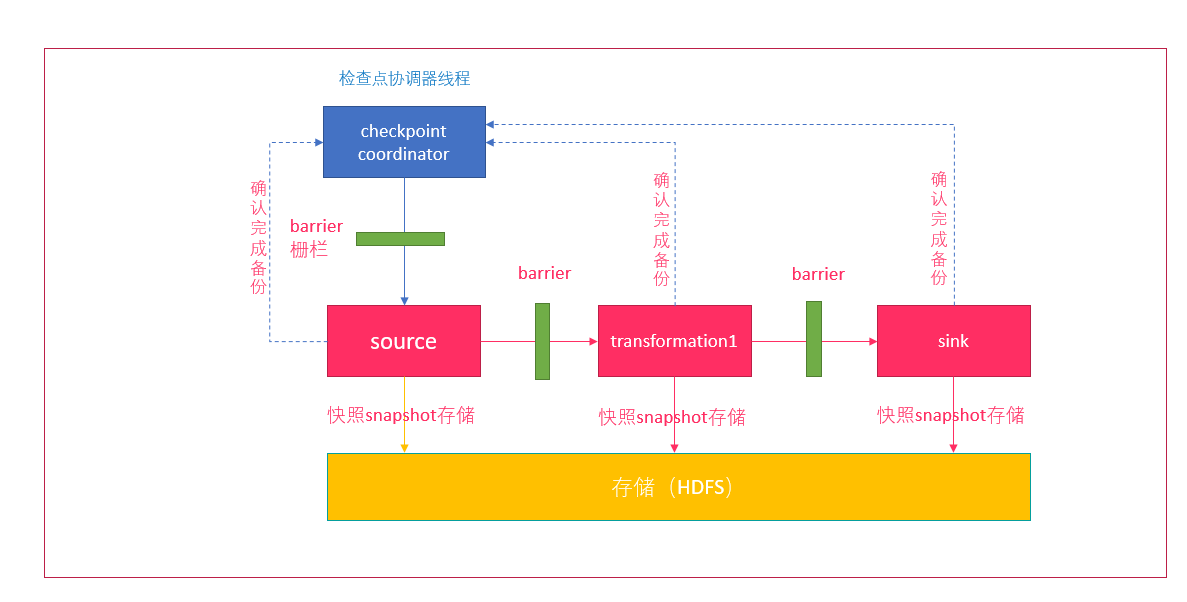 检查点协调器线程
checkpoint
coordinator
确认完成备份
barrier
栅栏
barrier
确认完成备份
barrier
确认完成备份
source
transformation1
sink
快照snapshot存储
快照snapshot存储
快照snapshot存储
存储（HDFS）